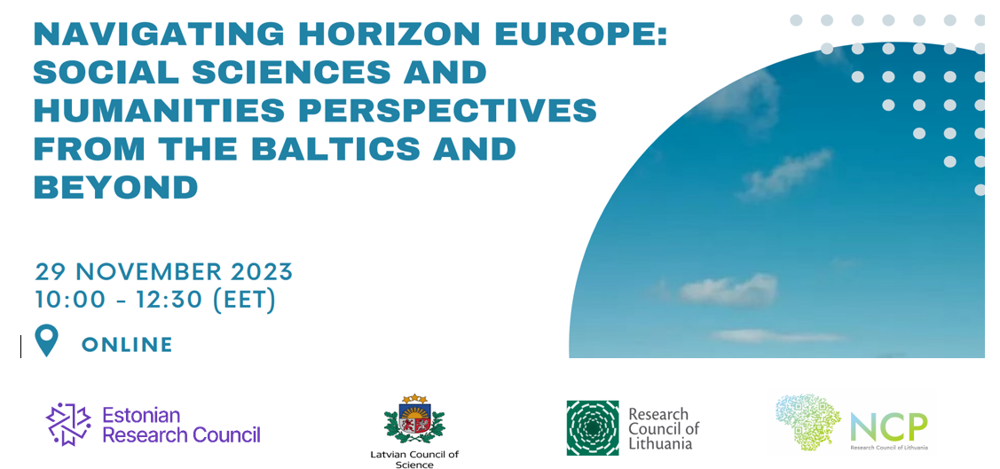 NAVIGATING HORIZON EUROPE:
SOCIAL SCIENCES AND
HUMANITIES PERSPECTIVES
FROM THE BALTICS AND
BEYOND
29 NOVEMBER 2023
10:00 - 12:30 (EET)
ONLINE
Estonian
Research Council
Latvian Council of
Science
Research
Council of
Lithuania
NCP
Research Council of Lithuania